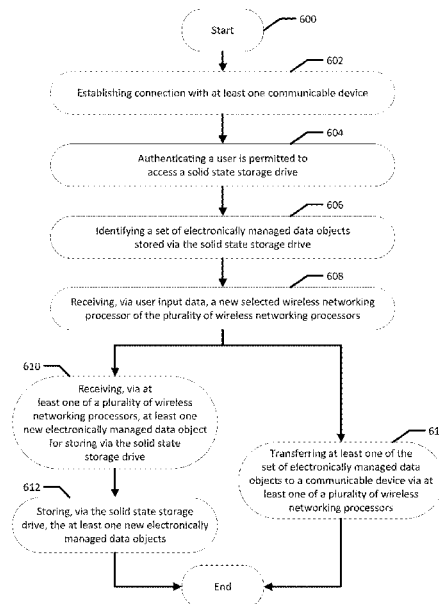 Start
600
602
Establishing connection with at least one communicable device
604
Authenticating a user is permitted to
access a solid state storage drive
606
Identifying a set of electronically managed data objects
stored via the solid state storage drive
608
Receiving, via user input data, a new selected wireless networking
processor of the plurality of wireless networking processors
610
Receiving, via at
least one of a plurality of wireless
networking processors, at least one
new electronically managed data object
for storing via the solid state
storage drive
61
Transferring at least one of the
set of electronically managed data
objects to a communicable device via at
least one of a plurality of wireless
networking processors
612
Storing, via the solid state storage
drive, the at least one new electronically
managed data objects
End